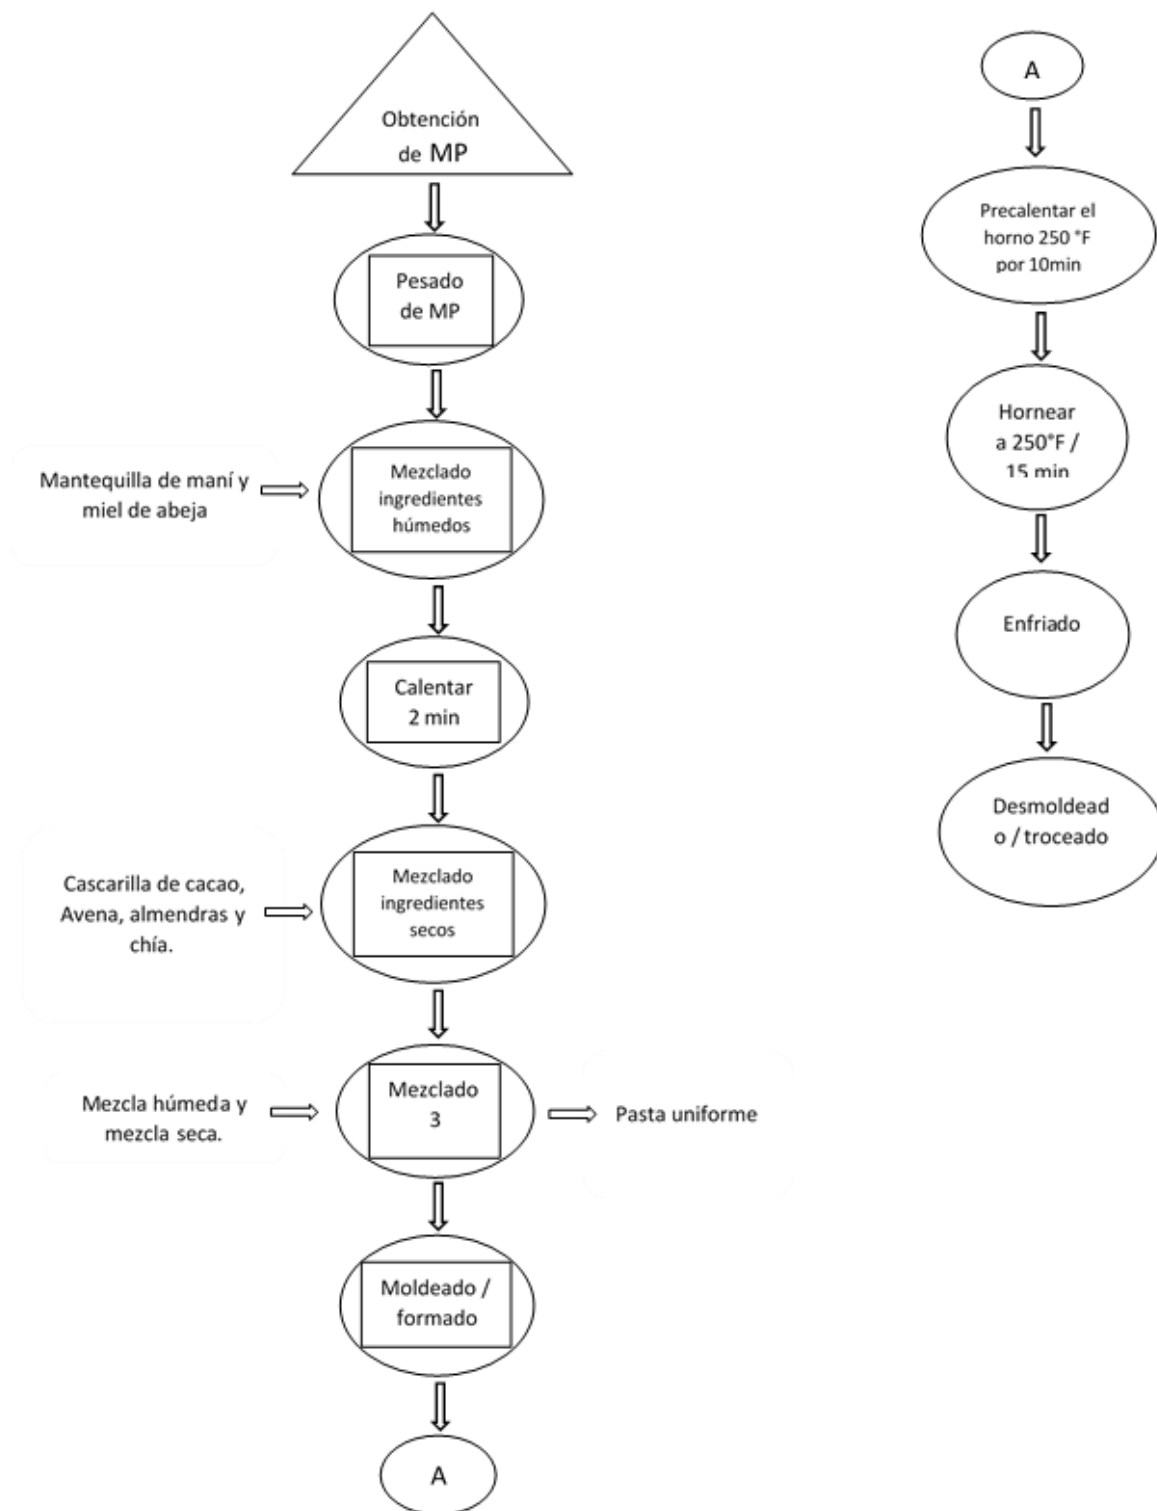 Obtención
de MP
Pesado
de MP
Mantequilla de maní y
miel de abeja
Mezclado
ingredientes
húmedos
Calentar
2 min
Cascarilla de cacao,
Avena, almendras y
chía.
Mezclado
ingredientes
secos
Mezcla húmeda y
mezcla seca.
Mezclado
3
Pasta uniforme
Moldeado /
formado
A
A
Precalentar el
horno 250 °F
por 10min
Hornear
a 250°F /
15 min
Enfriado
Desmoldead
o / troceado